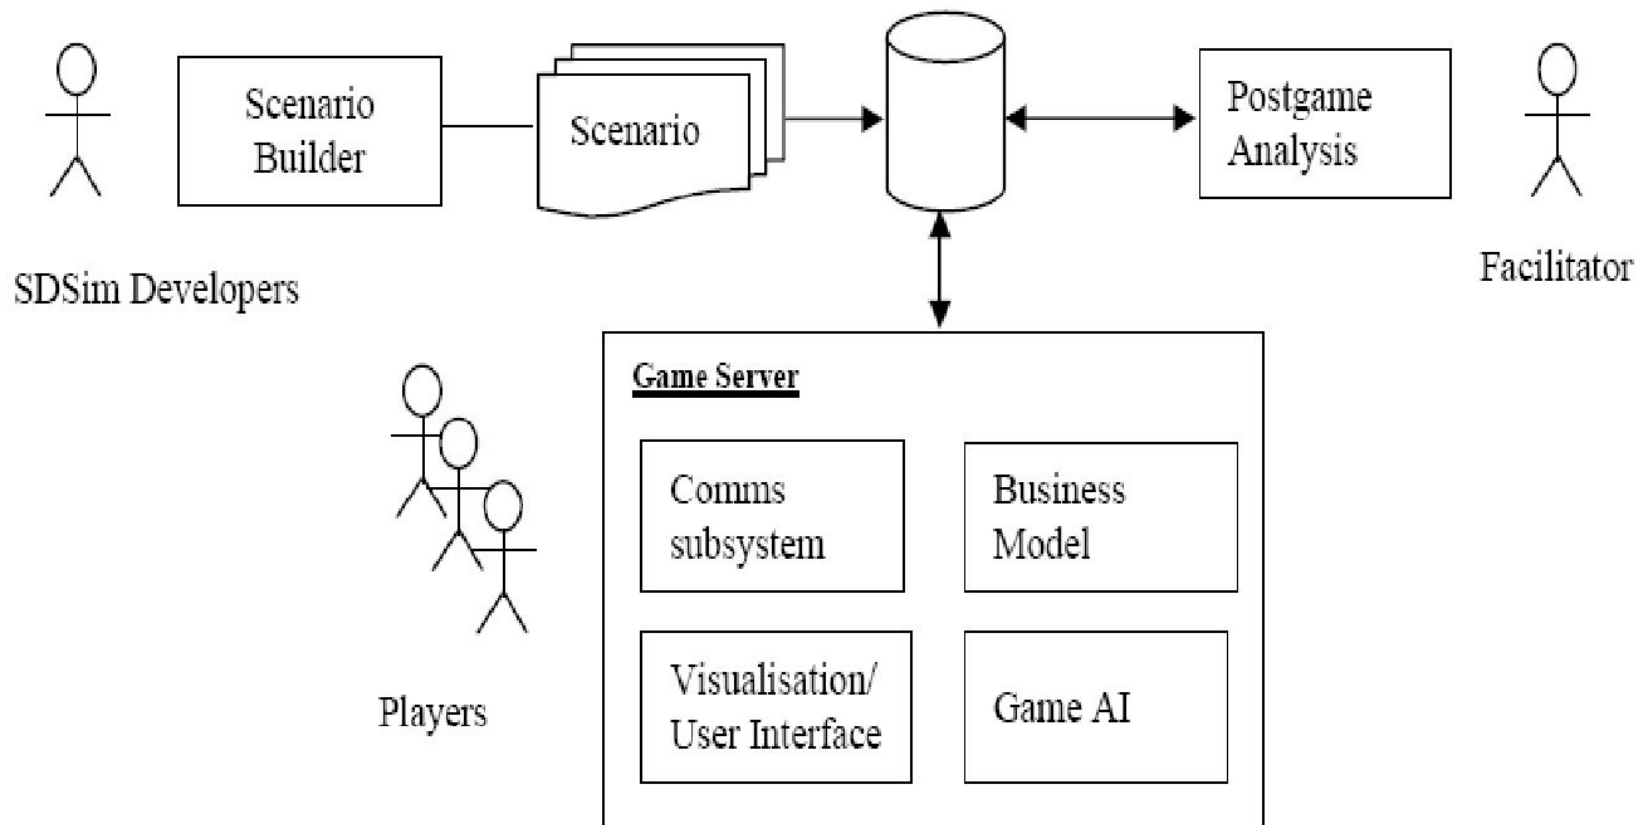 Scenario
Builder
Scenario
Postgame
Analysis
SDSim Developers
Facilitator
Game Server
Comms
subsystem
Business
Model
Players
Visualisation/
User Interface
Game AI